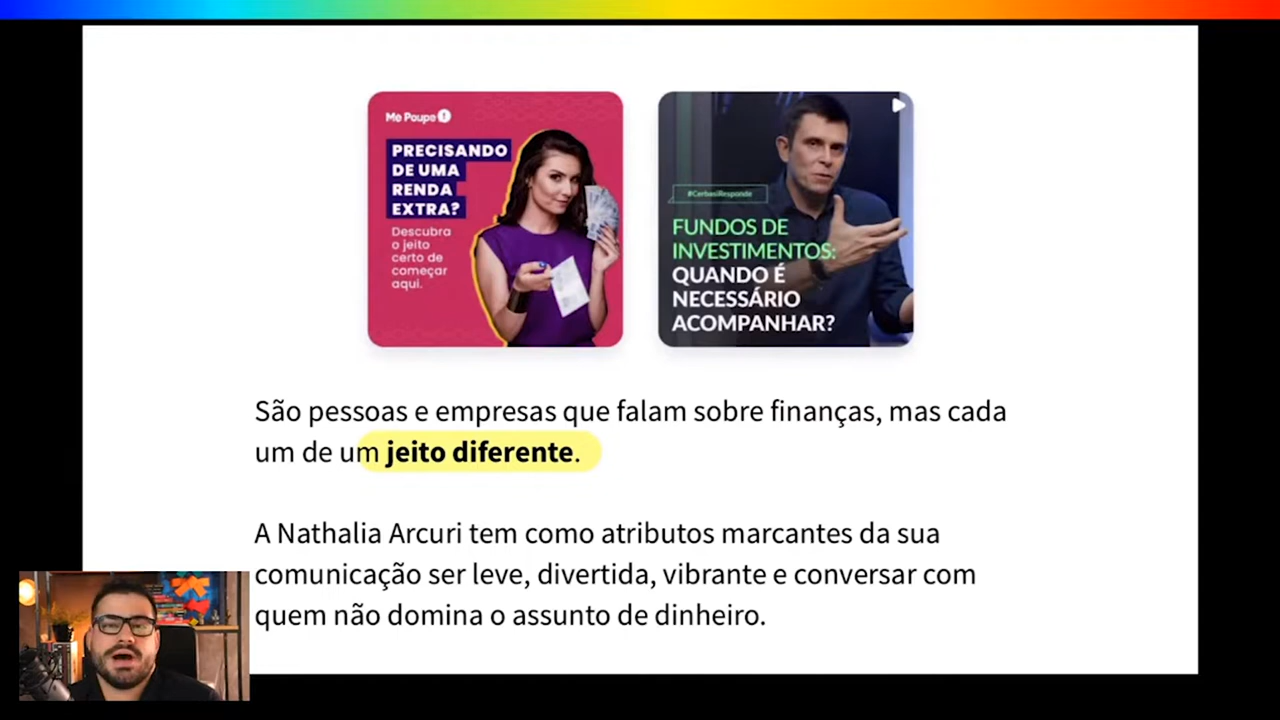 Me Poupe!
PRECISANDO
DE UMA
RENDA
EXTRA?
Descubra
o jeito
certo de
começar
aqui.
#CerbasiResponde
FUNDOS DE
INVESTIMENTOS:
QUANDO É
NECESSÁRIO
ACOMPANHAR?
São pessoas e empresas que falam sobre finanças, mas cada
um de um jeito diferente.
A Nathalia Arcuri tem como atributos marcantes da sua
comunicação ser leve, divertida, vibrante e conversar com
quem não domina o assunto de dinheiro.